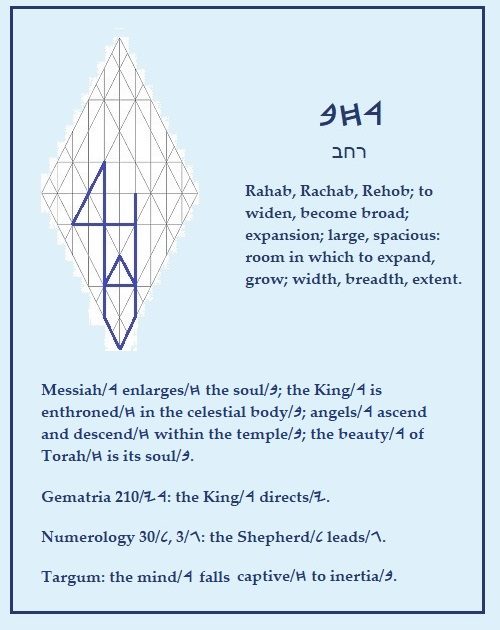 𐤓𐤇𐤁
רחב
Rahab, Rachab, Rehob; to
widen, become broad;
expansion; large, spacious:
room in which to expand,
grow; width, breadth, extent.
Messiah/𐤓 enlarges/𐤇 the soul/𐤁; the King/𐤓 is
enthroned/𐤇 in the celestial body/𐤁; angels/𐤓 ascend
and descend/𐤇 within the temple/𐤁; the beauty/𐤓 of
Torah/𐤇 is its soul/𐤁.
Gematria 210/𐤓𐤉: the King/𐤓 directs/𐤉.
Numerology 30/𐤋, 3/𐤂: the Shepherd/𐤋 leads/𐤂.
Targum: the mind/𐤓 falls captive/𐤇 to inertia/𐤁.